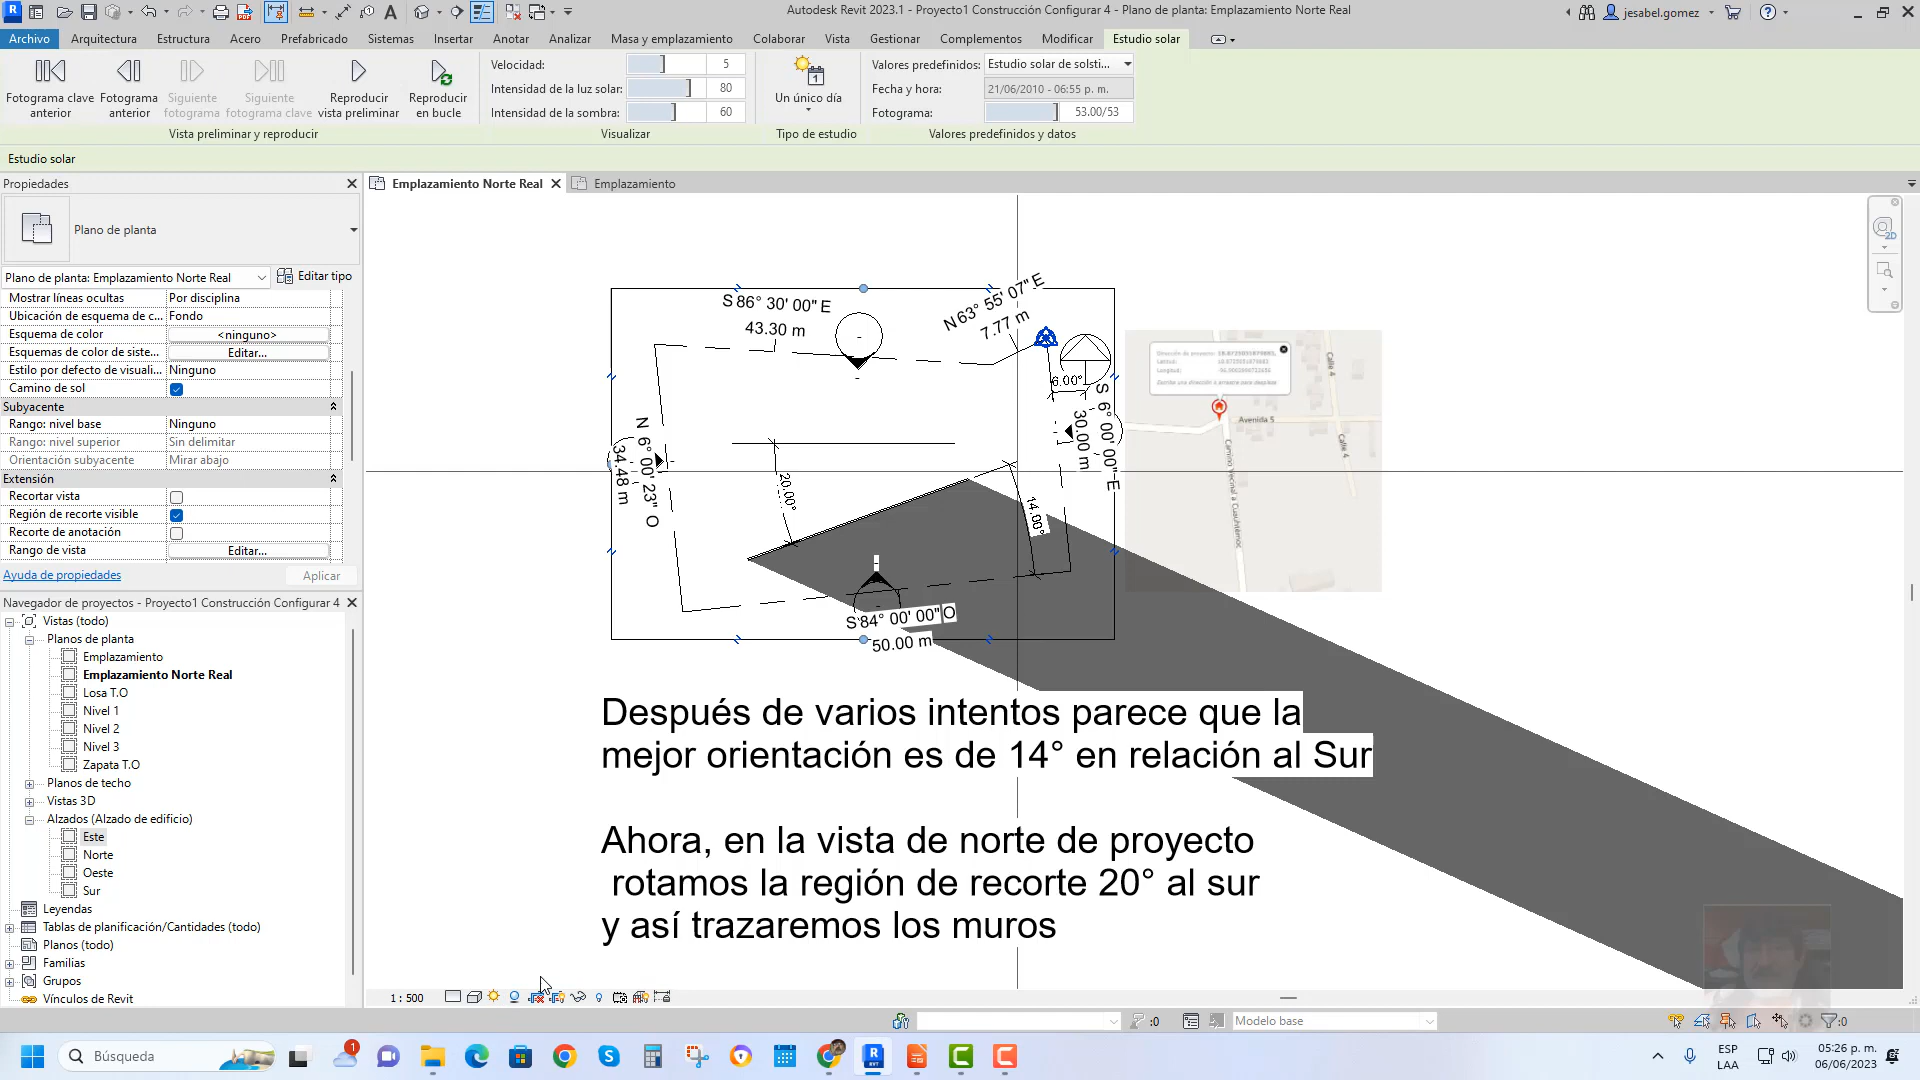 Autodesk Revit 2023.1 - Proyecto1 Construcción Configurar 4 - Plano de planta: Emplazamiento Norte Real
jesabel.gomez
Archivo Arquitectura Estructura Acero Prefabricado Sistemas Insertar Anotar Analizar Masa y emplazamiento Colaborar Vista Gestionar Complementos Modificar Estudio solar
Fotograma clave anterior
Fotograma anterior
Siguiente fotograma
Siguiente fotograma clave
Reproducir vista preliminar
Reproducir en bucle
Vista preliminar y reproducir
Velocidad: 5
Intensidad de la luz solar: 80
Intensidad de la sombra: 60
Visualizar
Un único día
Tipo de estudio
Valores predefinidos: Estudio solar de solsti...
Fecha y hora: 21/06/2010 - 06:55 p. m.
Fotograma: 53.00/53
Valores predefinidos y datos
Estudio solar
Propiedades
Plano de planta
Plano de planta: Emplazamiento Norte Real
Editar tipo
Mostrar líneas ocultas Por disciplina
Ubicación de esquema de c... Fondo
Esquema de color <ninguno>
Esquemas de color de siste... Editar...
Estilo por defecto de visuali... Ninguno
Camino de sol
Subyacente
Rango: nivel base Ninguno
Rango: nivel superior Sin delimitar
Orientación subyacente Mirar abajo
Extensión
Recortar vista
Región de recorte visible
Recorte de anotación
Rango de vista Editar...
Ayuda de propiedades Aplicar
Navegador de proyectos - Proyecto1 Construcción Configurar 4
Vistas (todo)
Planos de planta
Emplazamiento
Emplazamiento Norte Real
Losa T.O
Nivel 1
Nivel 2
Nivel 3
Zapata T.O
Planos de techo
Vistas 3D
Alzados (Alzado de edificio)
Este
Norte
Oeste
Sur
Leyendas
Tablas de planificación/Cantidades (todo)
Planos (todo)
Familias
Grupos
Vínculos de Revit
Emplazamiento Norte Real
Emplazamiento
2D
S 86° 30' 00" E
43.30 m
N 63° 55' 07" E
7.77 m
6.00°
S 6° 00' 00" E
30.00 m
N 6° 00' 23" O
34.48 m
20.00°
14.00°
S 84° 00' 00" O
50.00 m
Dirección de proyecto:
Latitud:
Longitud:
Avenida 5
Calle 4
Calle 4
Camino Vecinal a Cuauhtémoc
Después de varios intentos parece que la
mejor orientación es de 14° en relación al Sur
Ahora, en la vista de norte de proyecto
rotamos la región de recorte 20° al sur
y así trazaremos los muros
1 : 500
:0
Modelo base
:0
Búsqueda
1
ESP
LAA
05:26 p. m.
06/06/2023